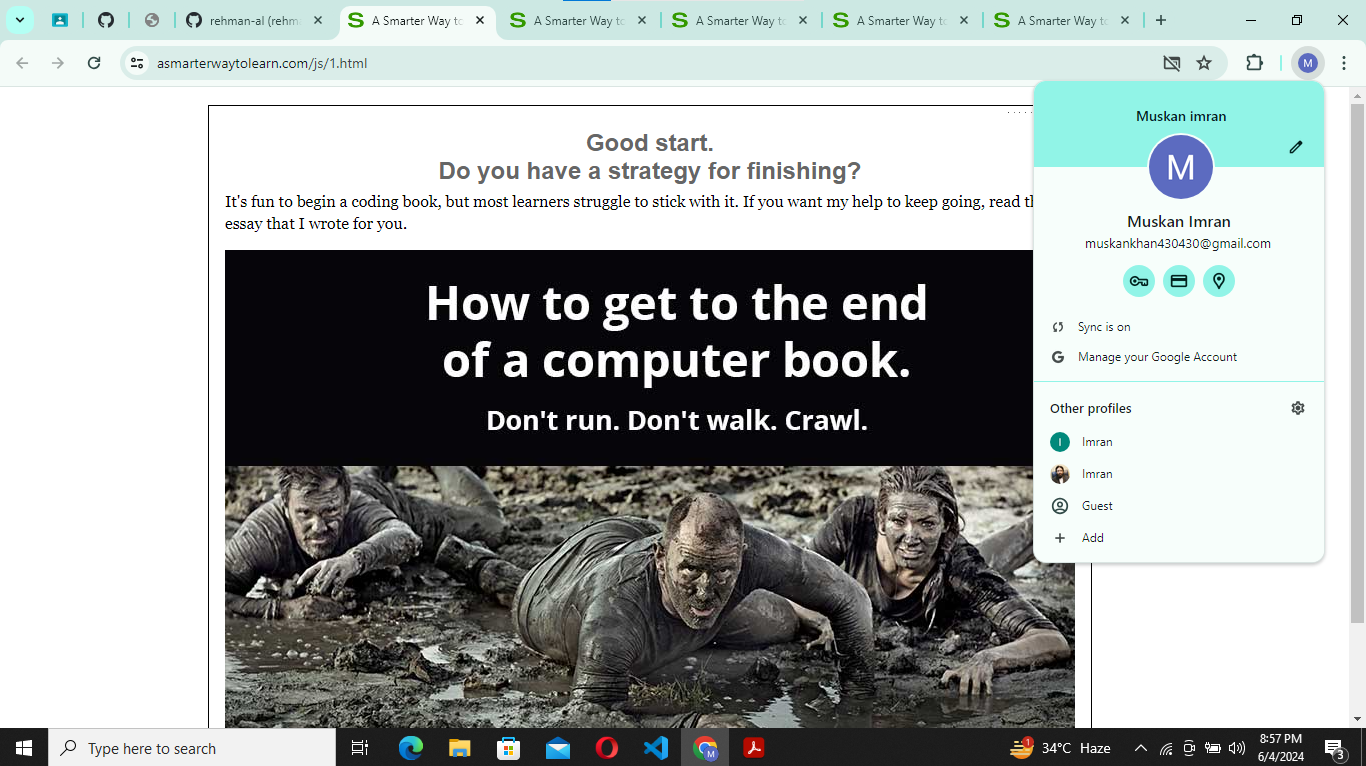 rehman-al (rehm
A Smarter Way to
A Smarter Way to
A Smarter Way to
A Smarter Way to
A Smarter Way to
asmarterwaytolearn.com/js/1.html
M
Good start.
Do you have a strategy for finishing?
It's fun to begin a coding book, but most learners struggle to stick with it. If you want my help to keep going, read
essay that I wrote for you.
How to get to the end
of a computer book.
Don't run. Don't walk. Crawl.
Muskan imran
M
Muskan Imran
muskankhan430430@gmail.com
Sync is on
Manage your Google Account
Other profiles
I Imran
Imran
Guest
Add
Type here to search
M
1
34°C Haze
8:57 PM
6/4/2024
3